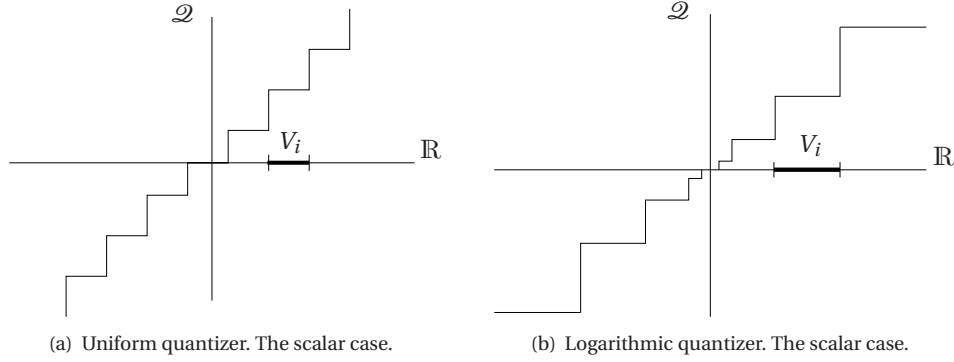 𝒬
V_i
ℝ
(a) Uniform quantizer. The scalar case.
𝒬
V_i
ℝ
(b) Logarithmic quantizer. The scalar case.